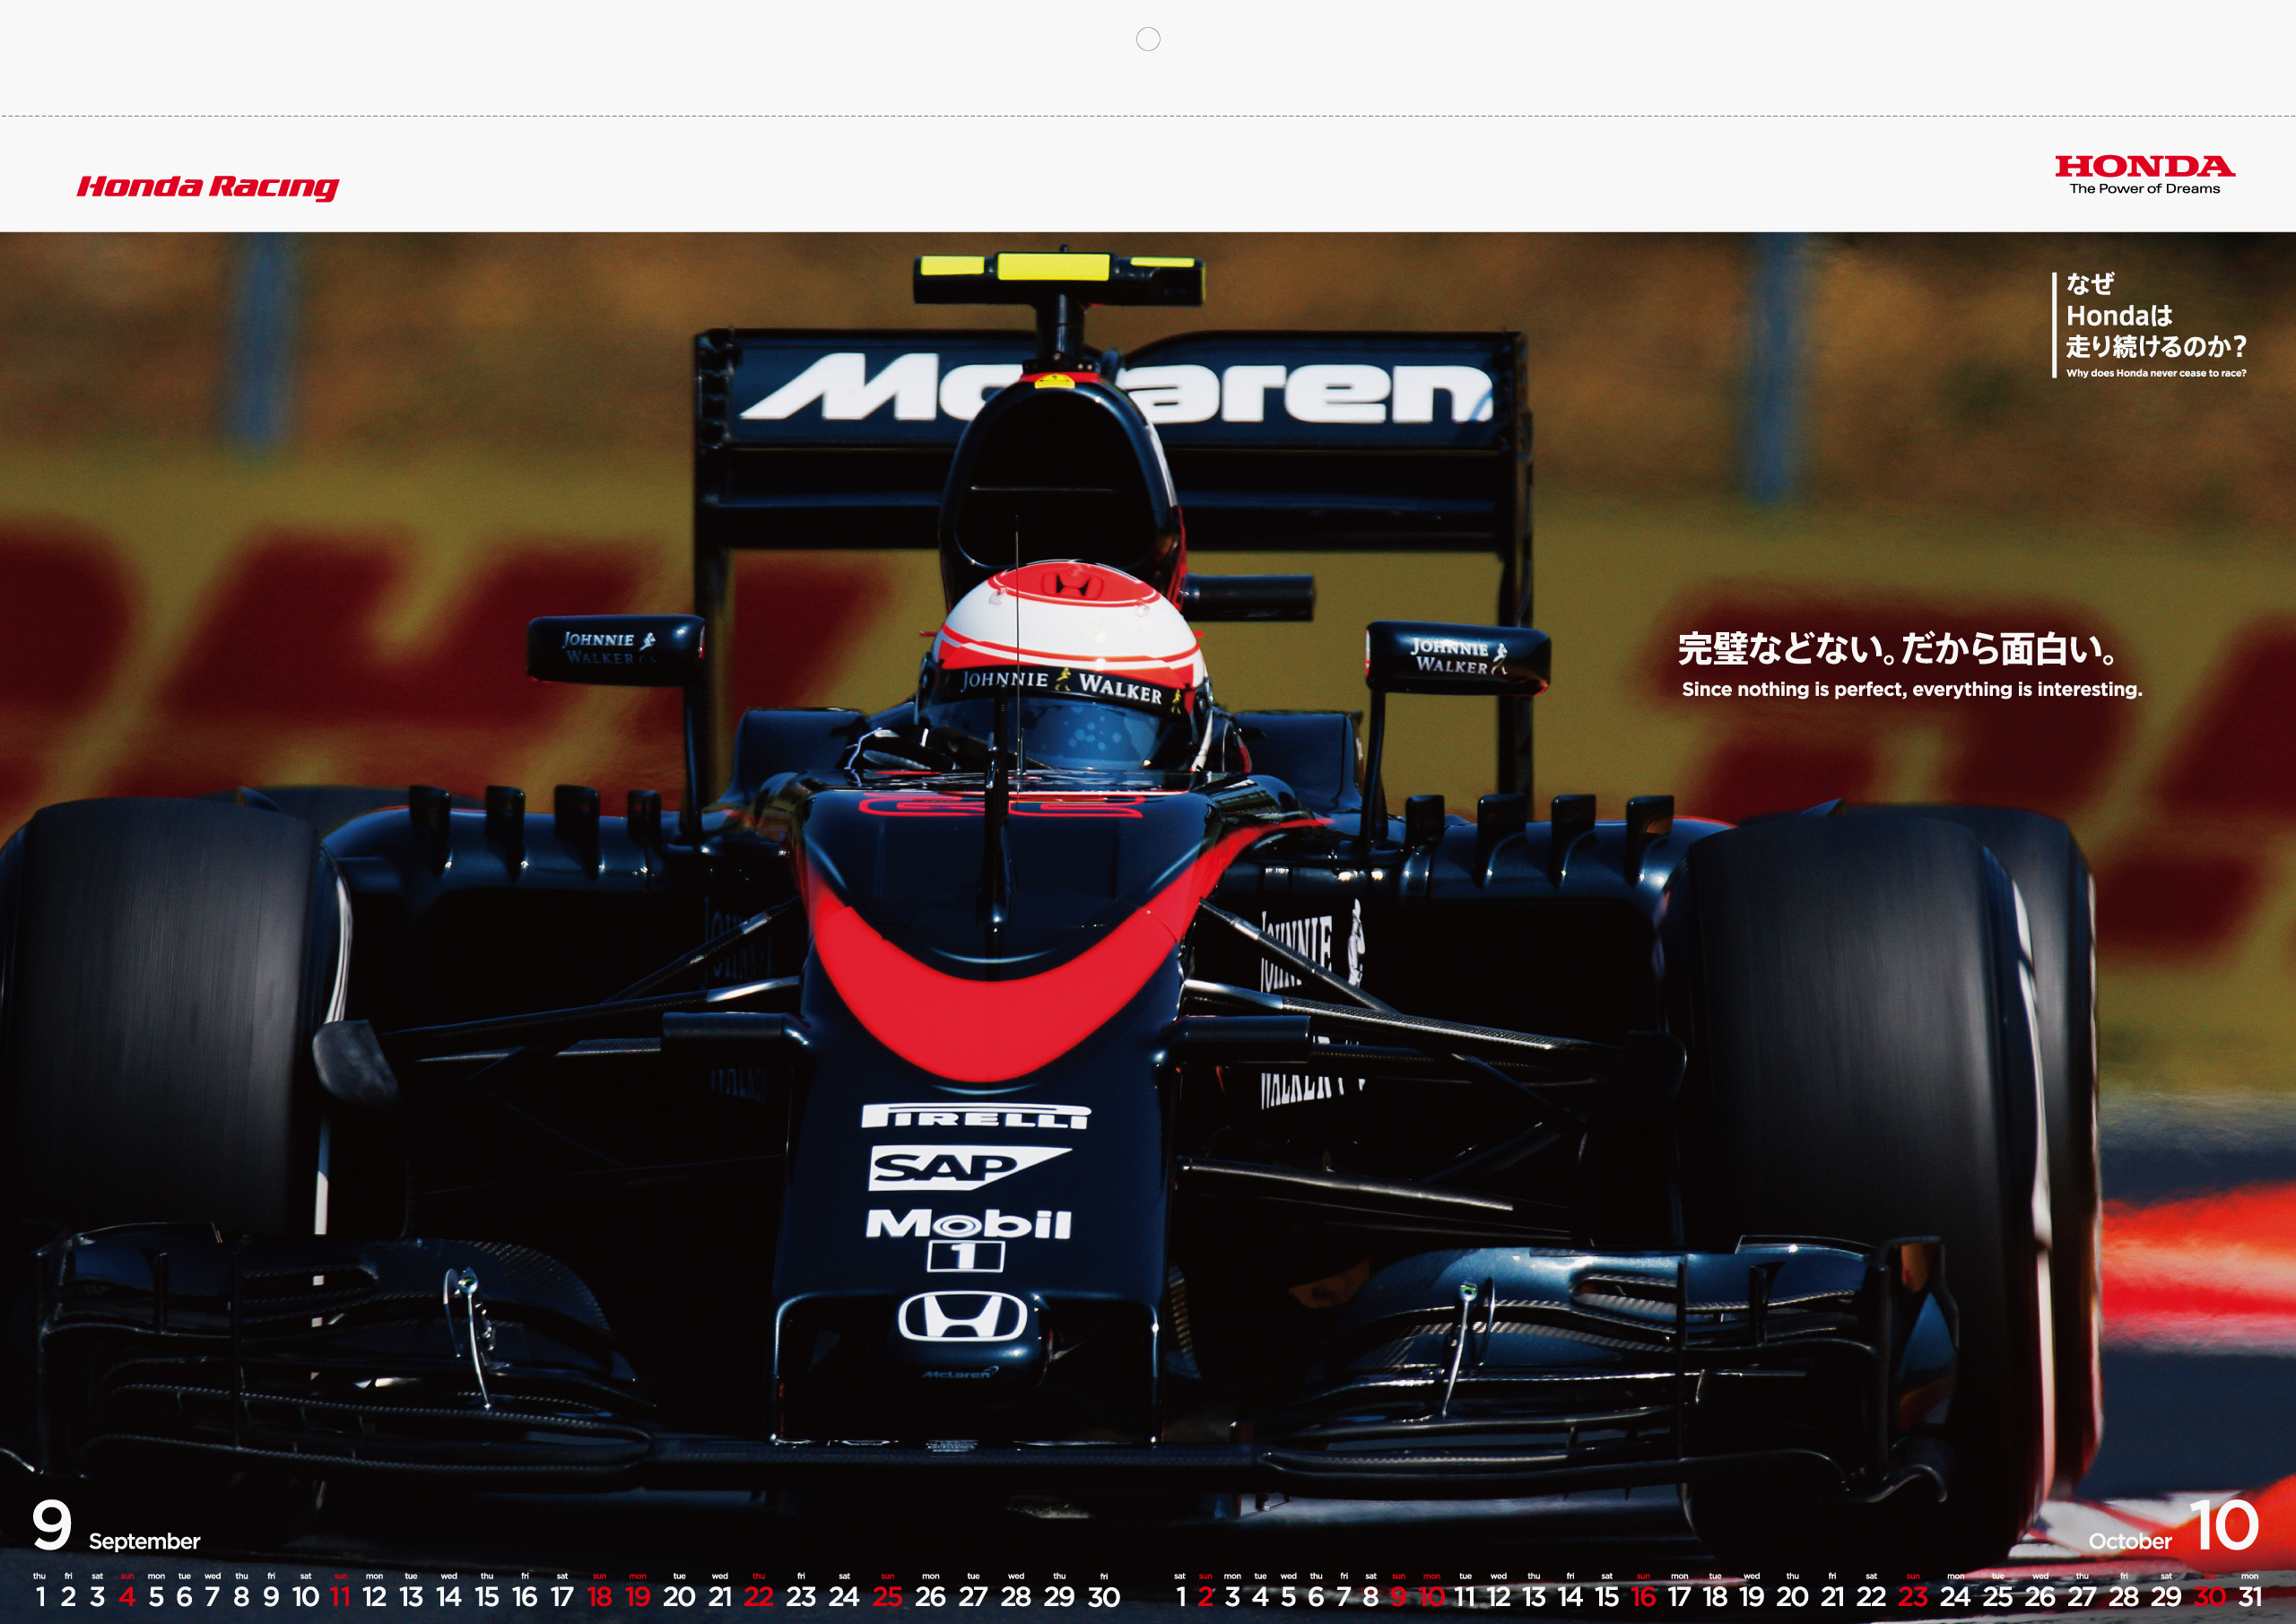 Honda Racing
HONDA
The Power of Dreams
なぜ
Hondaは
走り続けるのか?
Why does Honda never cease to race?
McLaren
JOHNNIE
WALKER
JOHNNIE
WALKER
JOHNNIE WALKER
完璧などない。だから面白い。
Since nothing is perfect, everything is interesting.
22
JOHNNIE
WALKER
JOHNNIE
WALKER
PIRELLI
SAP
Mobil
1
McLaren
9 September
thu fri sat sun mon tue wed thu fri sat sun mon tue wed thu fri sat sun mon tue wed thu fri sat sun mon tue wed thu fri
1 2 3 4 5 6 7 8 9 10 11 12 13 14 15 16 17 18 19 20 21 22 23 24 25 26 27 28 29 30
October 10
sat sun mon tue wed thu fri sat sun mon tue wed thu fri sat sun mon tue wed thu fri sat sun mon tue wed thu fri sat sun mon
1 2 3 4 5 6 7 8 9 10 11 12 13 14 15 16 17 18 19 20 21 22 23 24 25 26 27 28 29 30 31